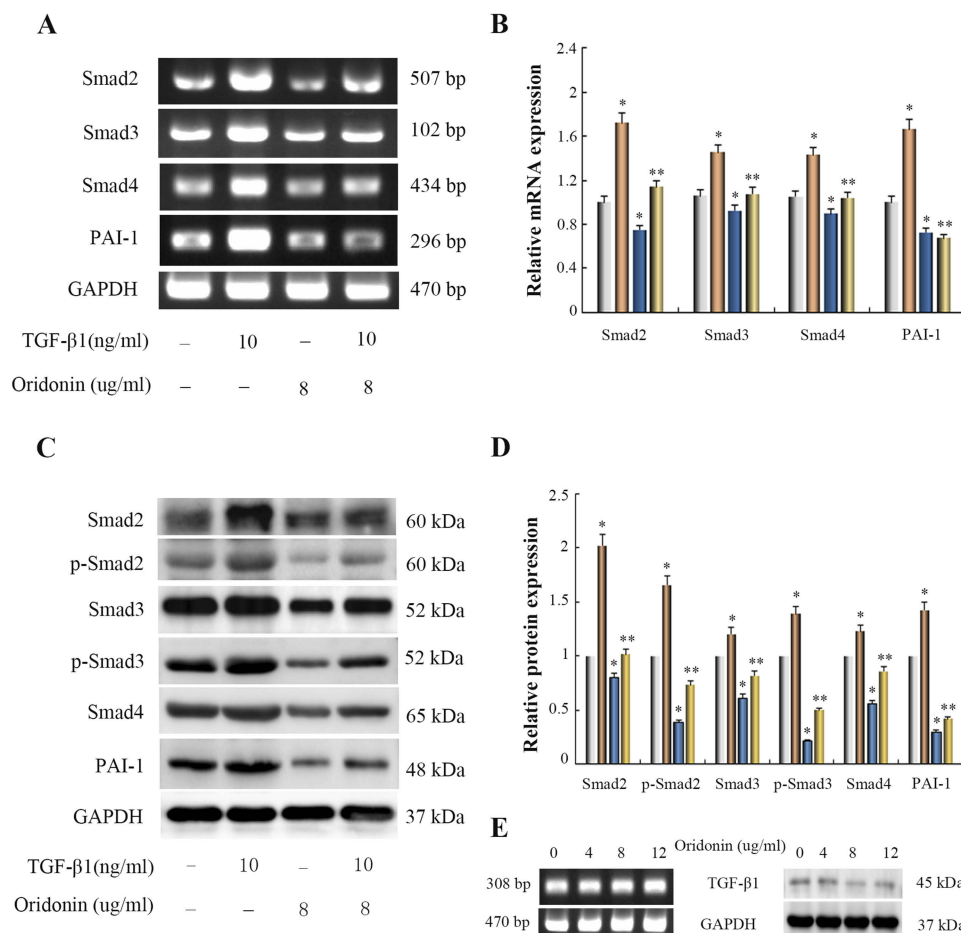 A
Smad2 507 bp
Smad3 102 bp
Smad4 434 bp
PAI-1 296 bp
GAPDH 470 bp
TGF-β1(ng/ml) – 10 – 10
Oridonin (ug/ml) – – 8 8
B
Relative mRNA expression
2
1.6
1.2
0.8
0.4
0
* * * **
* * * **
* * * **
* * * **
Smad2 Smad3 Smad4 PAI-1
C
Smad2 60 kDa
p-Smad2 60 kDa
Smad3 52 kDa
p-Smad3 52 kDa
Smad4 65 kDa
PAI-1 48 kDa
GAPDH 37 kDa
TGF-β1(ng/ml) – 10 – 10
Oridonin (ug/ml) – – 8 8
D
Relative protein expression
2.5
2
1.5
1
0.5
0
* * **
* * **
* * **
* * **
* * **
* * **
Smad2 p-Smad2 Smad3 p-Smad3 Smad4 PAI-1
E
Oridonin (ug/ml)
0 4 8 12 0 4 8 12
308 bp TGF-β1 45 kDa
470 bp GAPDH 37 kDa